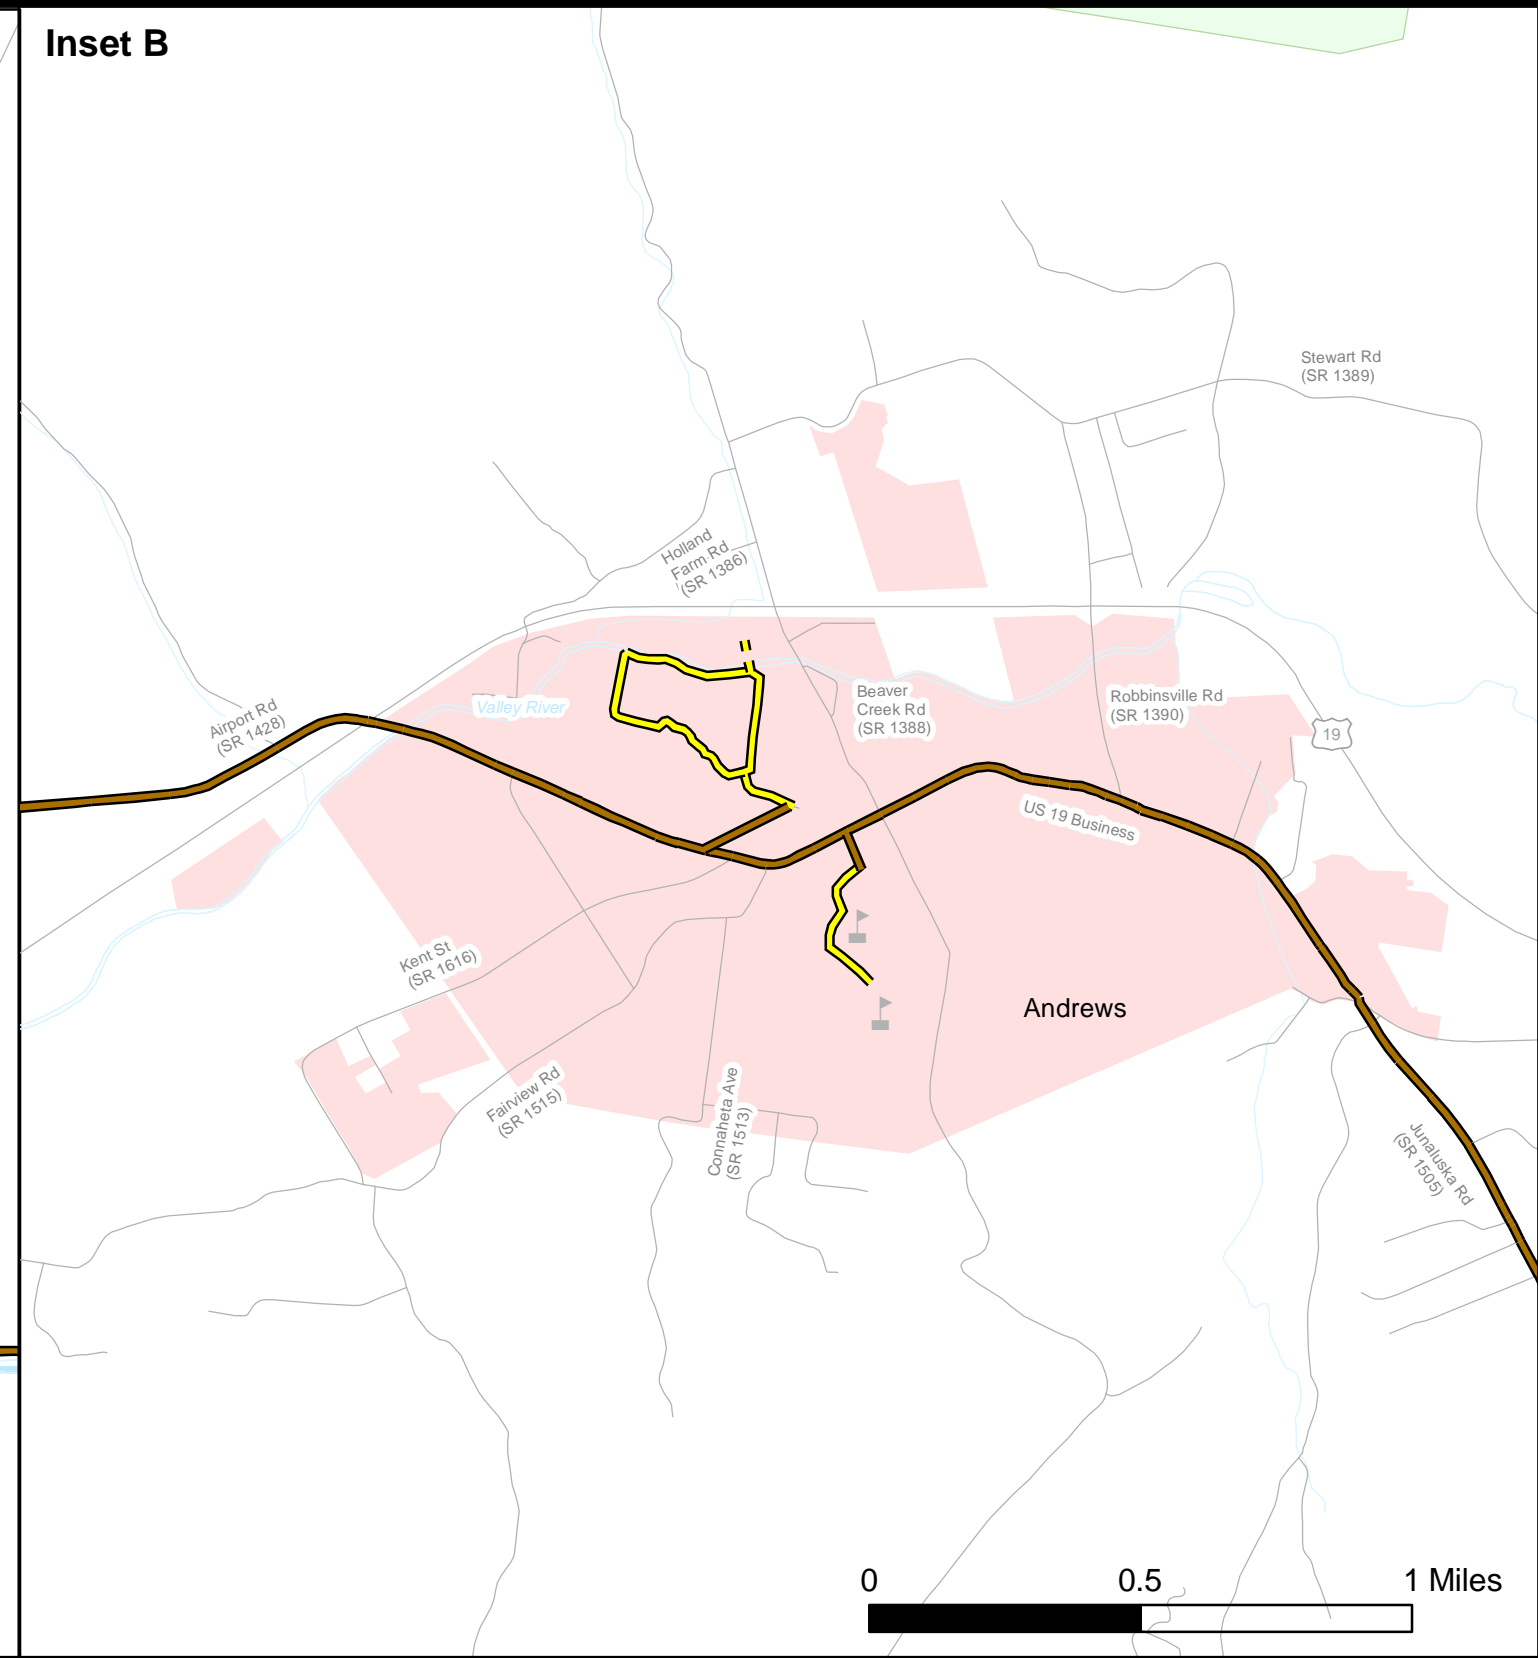 Inset B
Stewart Rd
(SR 1389)
Holland
Farm Rd
(SR 1386)
Beaver
Creek Rd
(SR 1388)
Robbinsville Rd
(SR 1390)
Valley River
Airport Rd
(SR 1428)
19
US 19 Business
Kent St
(SR 1616)
Andrews
Fairview Rd
(SR 1515)
Connaheta Ave
(SR 1513)
Junaluska Rd
(SR 1505)
0 0.5 1 Miles